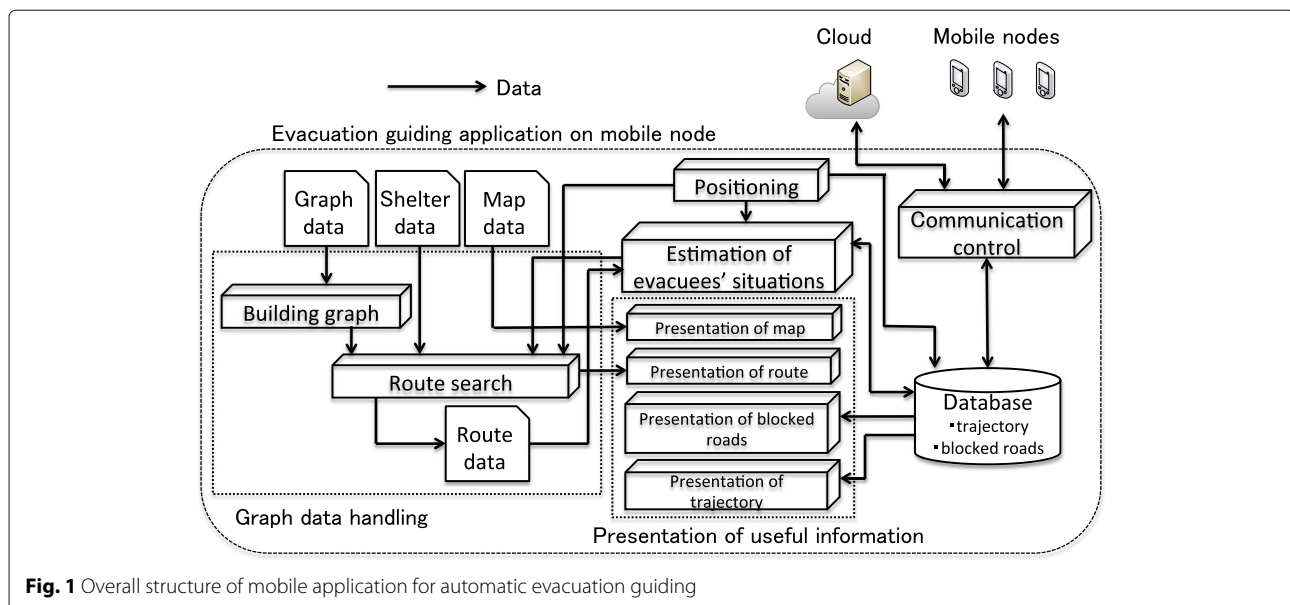 Cloud
Mobile nodes
Data
Evacuation guiding application on mobile node
Graph
data
Shelter
data
Map
data
Positioning
Communication
control
Estimation of
evacuees' situations
Building graph
Presentation of map
Route search
Presentation of route
Database
▪trajectory
▪blocked roads
Presentation of blocked
roads
Route
data
Presentation of
trajectory
Graph data handling
Presentation of useful information
Fig. 1 Overall structure of mobile application for automatic evacuation guiding